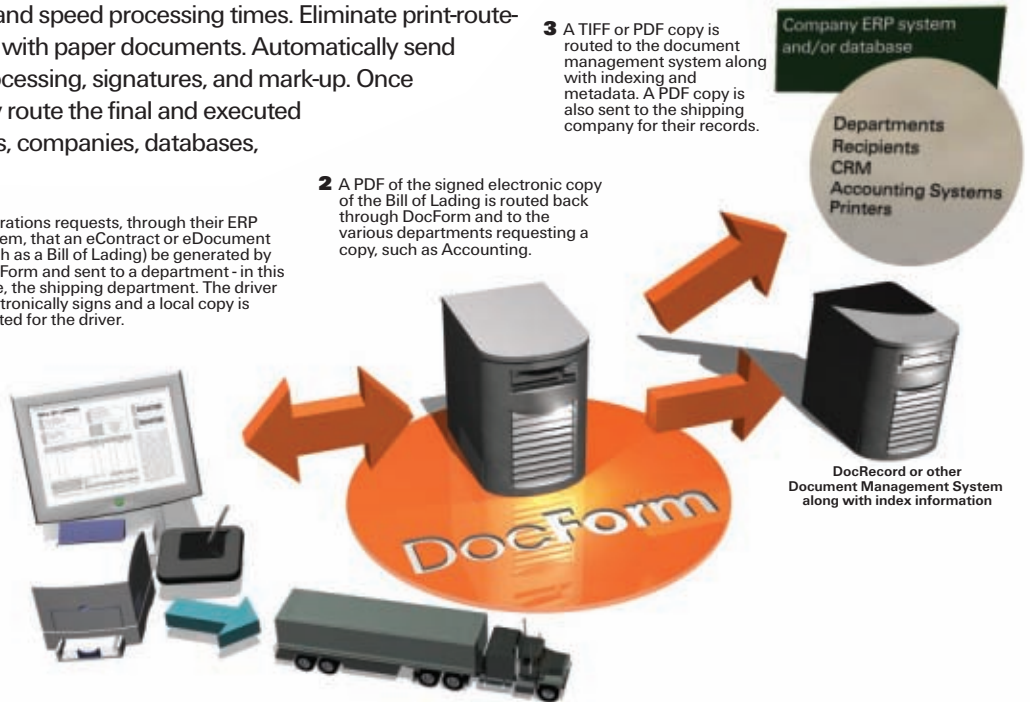 and speed processing times. Eliminate print-route-
with paper documents. Automatically send
ocessing, signatures, and mark-up. Once
y route the final and executed
s, companies, databases,
rations requests, through their ERP
em, that an eContract or eDocument
h as a Bill of Lading) be generated by
Form and sent to a department - in this
e, the shipping department. The driver
tronically signs and a local copy is
ted for the driver.
2 A PDF of the signed electronic copy
of the Bill of Lading is routed back
through DocForm and to the
various departments requesting a
copy, such as Accounting.
3 A TIFF or PDF copy is
routed to the document
management system along
with indexing and
metadata. A PDF copy is
also sent to the shipping
company for their records.
Company ERP system
and/or database
Departments
Recipients
CRM
Accounting Systems
Printers
DocRecord or other
Document Management System
along with index information
DocForm